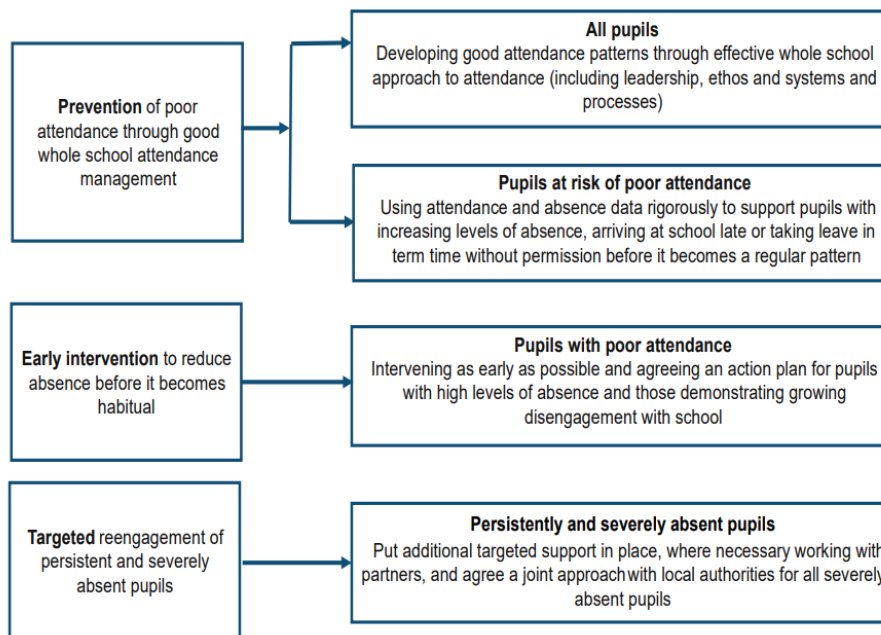 Prevention of poor
attendance through good
whole school attendance
management
All pupils
Developing good attendance patterns through effective whole school
approach to attendance (including leadership, ethos and systems and
processes)
Pupils at risk of poor attendance
Using attendance and absence data rigorously to support pupils with
increasing levels of absence, arriving at school late or taking leave in
term time without permission before it becomes a regular pattern
Early intervention to reduce
absence before it becomes
habitual
Pupils with poor attendance
Intervening as early as possible and agreeing an action plan for pupils
with high levels of absence and those demonstrating growing
disengagement with school
Targeted reengagement of
persistent and severely
absent pupils
Persistently and severely absent pupils
Put additional targeted support in place, where necessary working with
partners, and agree a joint approach with local authorities for all severely
absent pupils